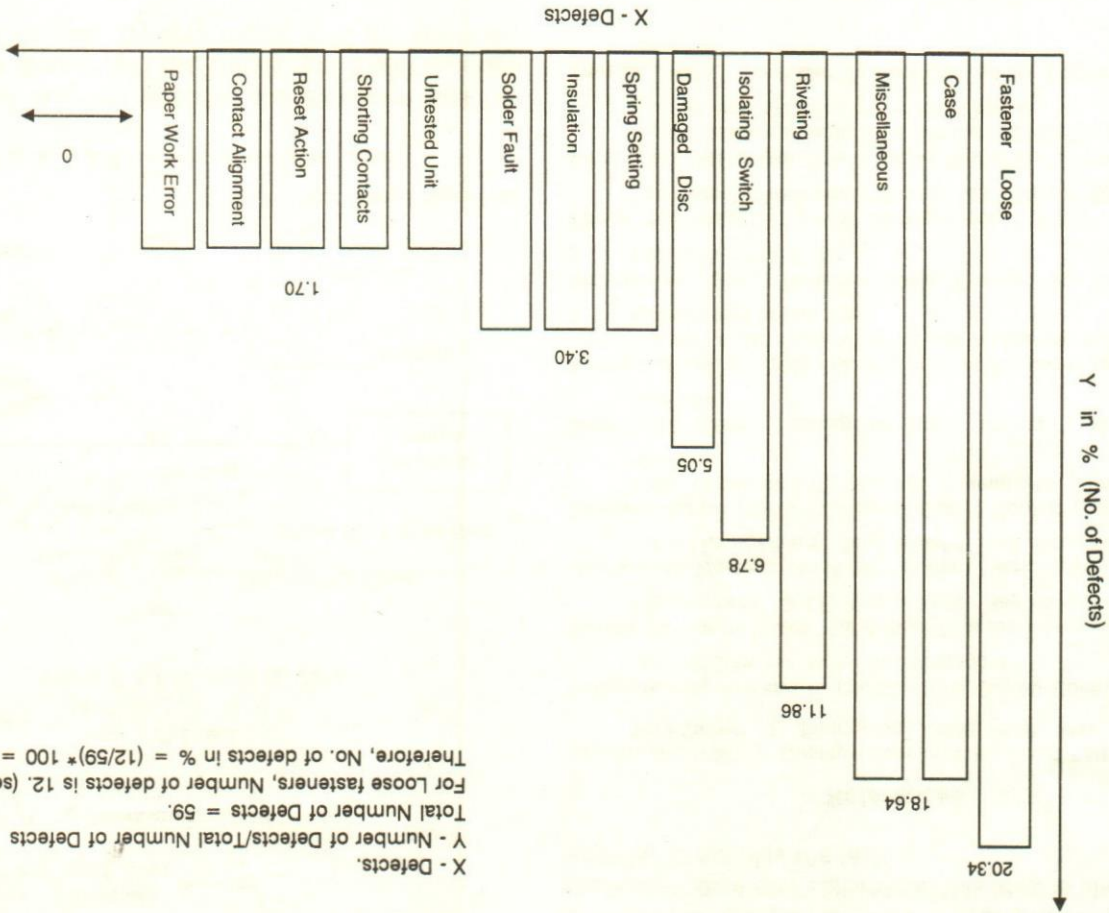 Y in % (No. of Defects)
20.34
18.64
11.86
6.78
5.05
3.40
1.70
0
Fastener Loose
Case
Miscellaneous
Riveting
Isolating Switch
Damaged Disc
Spring Setting
Insulation
Solder Fault
Untested Unit
Shorting Contacts
Reset Action
Contact Alignment
Paper Work Error
X - Defects
X - Defects.
Y - Number of Defects/Total Number of Defects
Total Number of Defects = 59.
For Loose fasteners, Number of defects is 12.
Therefore, No. of defects in % = (12/59)* 100 =